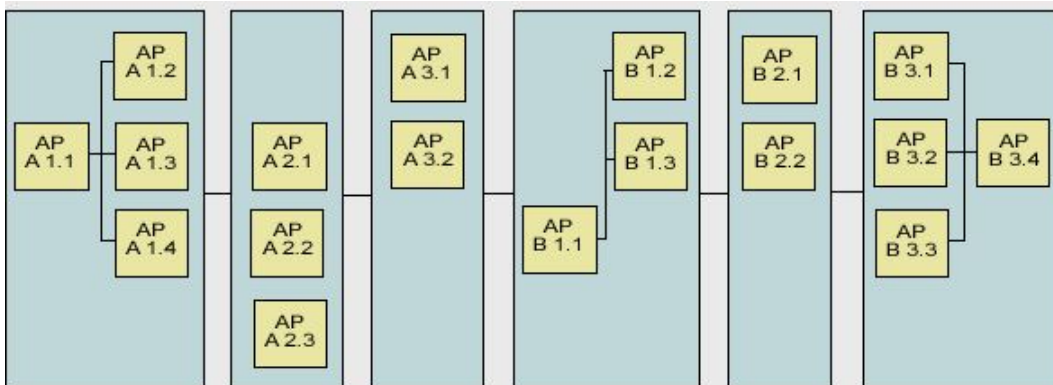 AP
A 1.1
AP
A 1.2
AP
A 1.3
AP
A 1.4
AP
A 2.1
AP
A 2.2
AP
A 2.3
AP
A 3.1
AP
A 3.2
AP
B 1.1
AP
B 1.2
AP
B 1.3
AP
B 2.1
AP
B 2.2
AP
B 3.1
AP
B 3.2
AP
B 3.3
AP
B 3.4